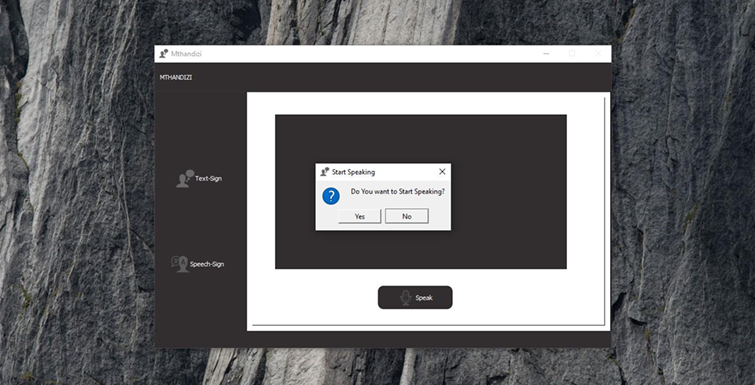 Mthandizi
MTHANDIZI
Text-Sign
Speech-Sign
Start Speaking
?
Do You want to Start Speaking?
Yes
No
Speak